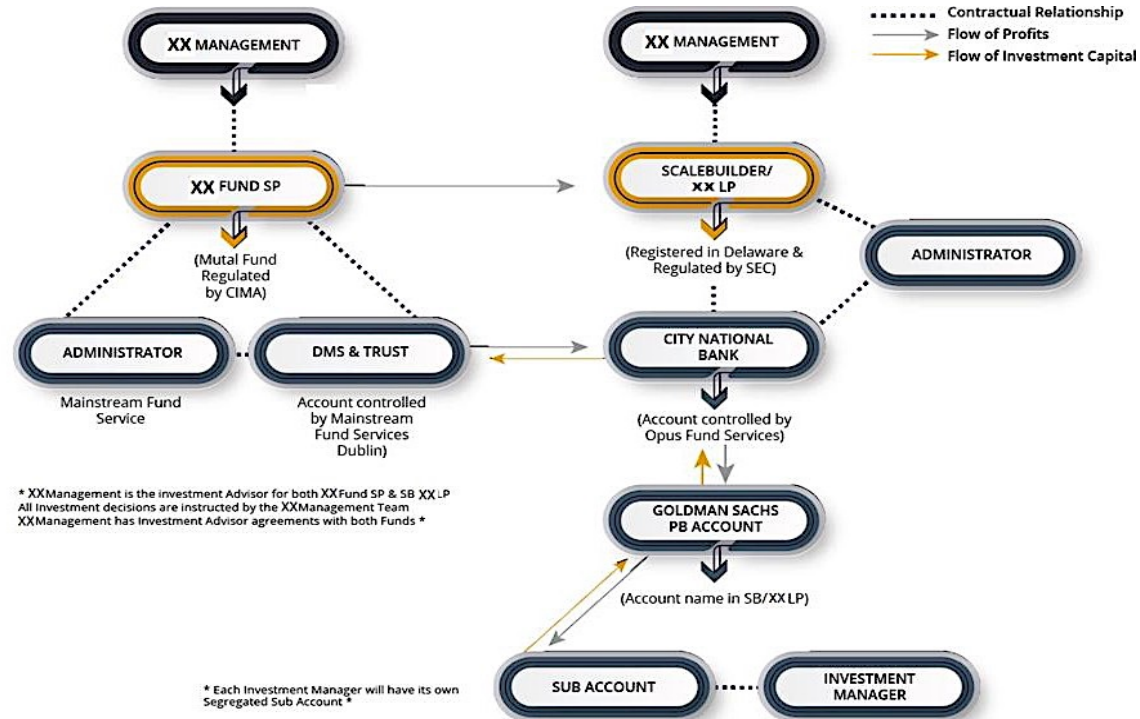 XX MANAGEMENT
XX MANAGEMENT
Contractual Relationship
Flow of Profits
Flow of Investment Capital
XX FUND SP
SCALEBUILDER/
XX LP
(Mutal Fund
Regulated
by CIMA)
(Registered in Delaware &
Regulated by SEC)
ADMINISTRATOR
ADMINISTRATOR
DMS & TRUST
CITY NATIONAL
BANK
Mainstream Fund
Service
Account controlled
by Mainstream
Fund Services
Dublin)
(Account controlled by
Opus Fund Services)
* XXManagement is the investment Advisor for both XXFund SP & SB XXLP
All Investment decisions are instructed by the XXManagement Team
XXManagement has Investment Advisor agreements with both Funds *
GOLDMAN SACHS
PB ACCOUNT
(Account name in SB/XXLP)
* Each Investment Manager will have its own
Segregated Sub Account *
SUB ACCOUNT
INVESTMENT
MANAGER